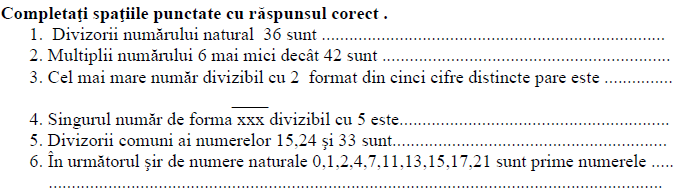 Completați spațiile punctate cu răspunsul corect .
1. Divizorii numărului natural 36 sunt ......................................................................
2. Multiplii numărului 6 mai mici decât 42 sunt ..........................................................
3. Cel mai mare număr divizibil cu 2 format din cinci cifre distincte pare este ..............
4. Singurul număr de forma x̅x̅x̅ divizibil cu 5 este.......................................................
5. Divizorii comuni ai numerelor 15,24 și 33 sunt........................................................
6. În următorul șir de numere naturale 0,1,2,4,7,11,13,15,17,21 sunt prime numerele .....
..............................................................................................................................